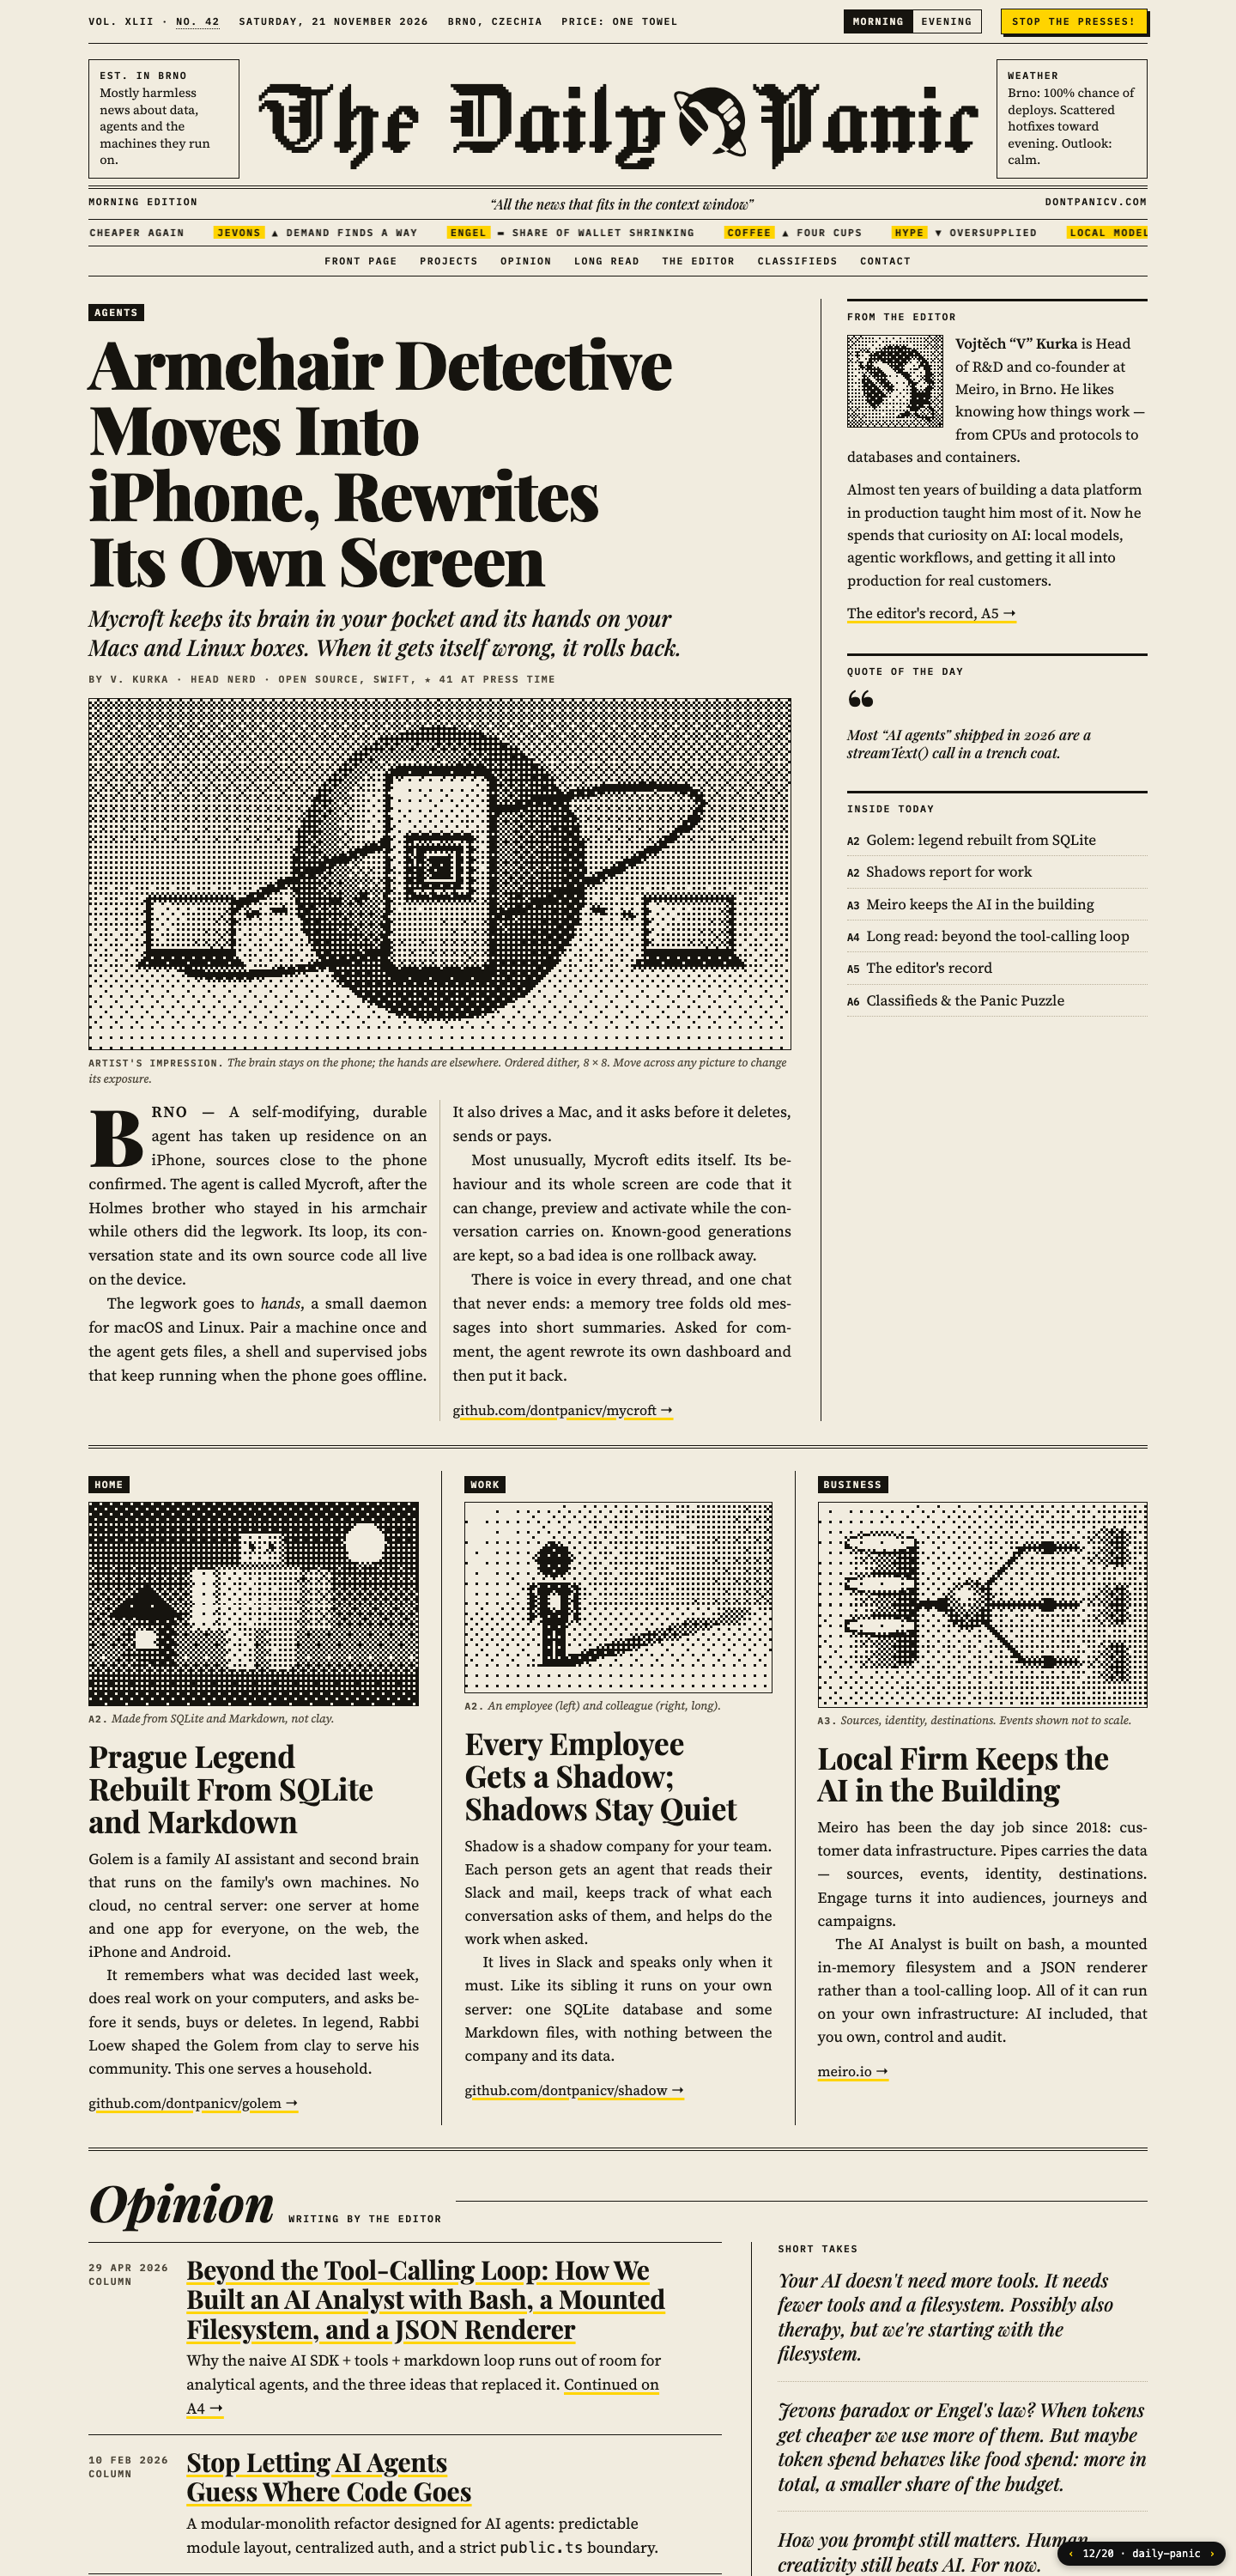 VOL. XLII · NO. 42 SATURDAY, 21 NOVEMBER 2026 BRNO, CZECHIA PRICE: ONE TOWEL
MORNING EVENING
STOP THE PRESSES!
EST. IN BRNO
Mostly harmless
news about data,
agents and the
machines they run
on.
The Daily Panic
WEATHER
Brno: 100% chance of
deploys. Scattered
hotfixes toward
evening. Outlook:
calm.
MORNING EDITION
“All the news that fits in the context window”
DONTPANICV.COM
CHEAPER AGAIN JEVONS ▲ DEMAND FINDS A WAY ENGEL ▬ SHARE OF WALLET SHRINKING COFFEE ▲ FOUR CUPS HYPE ▼ OVERSUPPLIED LOCAL MODEL
FRONT PAGE PROJECTS OPINION LONG READ THE EDITOR CLASSIFIEDS CONTACT
AGENTS
Armchair Detective
Moves Into
iPhone, Rewrites
Its Own Screen
Mycroft keeps its brain in your pocket and its hands on your
Macs and Linux boxes. When it gets itself wrong, it rolls back.
BY V. KURKA · HEAD NERD · OPEN SOURCE, SWIFT, ★ 41 AT PRESS TIME
ARTIST'S IMPRESSION. The brain stays on the phone; the hands are elsewhere. Ordered dither, 8 × 8. Move across any picture to change
its exposure.
BRNO — A self-modifying, durable
agent has taken up residence on an
iPhone, sources close to the phone
confirmed. The agent is called Mycroft, after the
Holmes brother who stayed in his armchair
while others did the legwork. Its loop, its con-
versation state and its own source code all live
on the device.
The legwork goes to hands, a small daemon
for macOS and Linux. Pair a machine once and
the agent gets files, a shell and supervised jobs
that keep running when the phone goes offline.
It also drives a Mac, and it asks before it deletes,
sends or pays.
Most unusually, Mycroft edits itself. Its be-
haviour and its whole screen are code that it
can change, preview and activate while the con-
versation carries on. Known-good generations
are kept, so a bad idea is one rollback away.
There is voice in every thread, and one chat
that never ends: a memory tree folds old mes-
sages into short summaries. Asked for com-
ment, the agent rewrote its own dashboard and
then put it back.
github.com/dontpanicv/mycroft →
FROM THE EDITOR
Vojtěch “V” Kurka is Head
of R&D and co-founder at
Meiro, in Brno. He likes
knowing how things work —
from CPUs and protocols to
databases and containers.
Almost ten years of building a data platform
in production taught him most of it. Now he
spends that curiosity on AI: local models,
agentic workflows, and getting it all into
production for real customers.
The editor's record, A5 →
QUOTE OF THE DAY
“
Most “AI agents” shipped in 2026 are a
streamText() call in a trench coat.
INSIDE TODAY
A2 Golem: legend rebuilt from SQLite
A2 Shadows report for work
A3 Meiro keeps the AI in the building
A4 Long read: beyond the tool-calling loop
A5 The editor's record
A6 Classifieds & the Panic Puzzle
HOME
A2. Made from SQLite and Markdown, not clay.
Prague Legend
Rebuilt From SQLite
and Markdown
Golem is a family AI assistant and second brain
that runs on the family's own machines. No
cloud, no central server: one server at home
and one app for everyone, on the web, the
iPhone and Android.
It remembers what was decided last week,
does real work on your computers, and asks be-
fore it sends, buys or deletes. In legend, Rabbi
Loew shaped the Golem from clay to serve his
community. This one serves a household.
github.com/dontpanicv/golem →
WORK
A2. An employee (left) and colleague (right, long).
Every Employee
Gets a Shadow;
Shadows Stay Quiet
Shadow is a shadow company for your team.
Each person gets an agent that reads their
Slack and mail, keeps track of what each
conversation asks of them, and helps do the
work when asked.
It lives in Slack and speaks only when it
must. Like its sibling it runs on your own
server: one SQLite database and some
Markdown files, with nothing between the
company and its data.
github.com/dontpanicv/shadow →
BUSINESS
A3. Sources, identity, destinations. Events shown not to scale.
Local Firm Keeps the
AI in the Building
Meiro has been the day job since 2018: cus-
tomer data infrastructure. Pipes carries the data
— sources, events, identity, destinations.
Engage turns it into audiences, journeys and
campaigns.
The AI Analyst is built on bash, a mounted
in-memory filesystem and a JSON renderer
rather than a tool-calling loop. All of it can run
on your own infrastructure: AI included, that
you own, control and audit.
meiro.io →
Opinion WRITING BY THE EDITOR
29 APR 2026
COLUMN
Beyond the Tool-Calling Loop: How We
Built an AI Analyst with Bash, a Mounted
Filesystem, and a JSON Renderer
Why the naive AI SDK + tools + markdown loop runs out of room for
analytical agents, and the three ideas that replaced it. Continued on
A4 →
10 FEB 2026
COLUMN
Stop Letting AI Agents
Guess Where Code Goes
A modular-monolith refactor designed for AI agents: predictable
module layout, centralized auth, and a strict public.ts boundary.
SHORT TAKES
Your AI doesn't need more tools. It needs
fewer tools and a filesystem. Possibly also
therapy, but we're starting with the
filesystem.
Jevons paradox or Engel's law? When tokens
get cheaper we use more of them. But maybe
token spend behaves like food spend: more in
total, a smaller share of the budget.
How you prompt still matters. Human
creativity still beats AI. For now.
‹ 12/20 · daily-panic ›